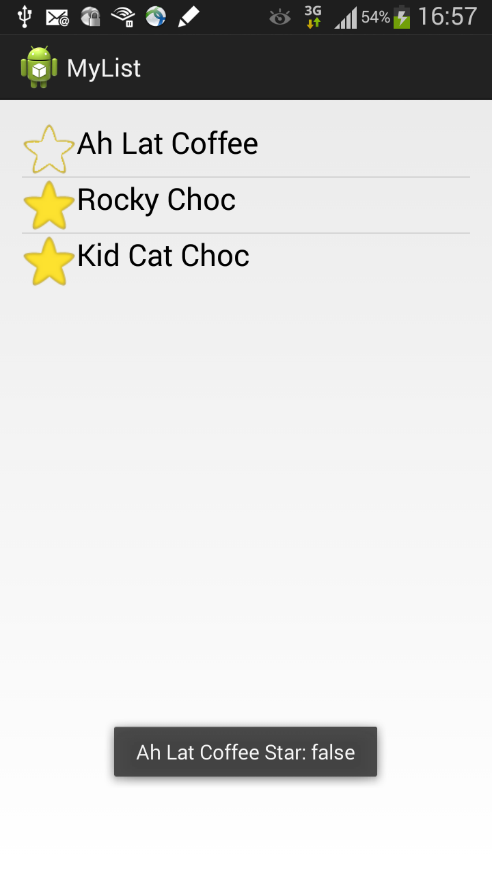 3G 54% 16:57
MyList
Ah Lat Coffee
Rocky Choc
Kid Cat Choc
Ah Lat Coffee Star: false